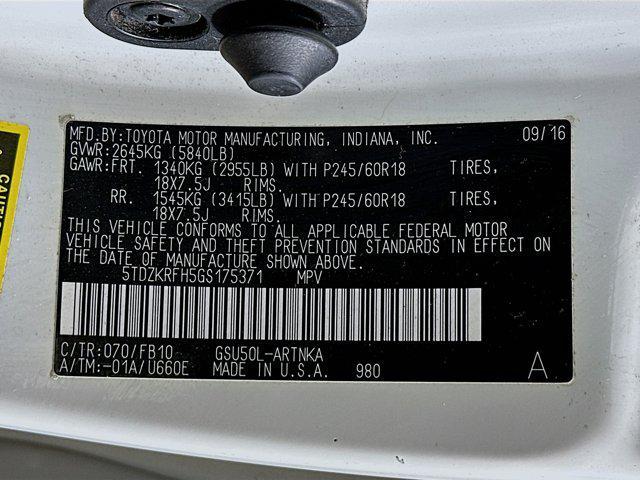 MFD.BY:TOYOTA MOTOR MANUFACTURING, INDIANA, INC. 09/16
GVWR:2645KG (5840LB)
GAWR:FRT. 1340KG (2955LB) WITH P245/60R18 TIRES,
18X7.5J RIMS.
RR. 1545KG (3415LB) WITH P245/60R18 TIRES,
18X7.5J RIMS.
THIS VEHICLE CONFORMS TO ALL APPLICABLE FEDERAL MOTOR
VEHICLE SAFETY AND THEFT PREVENTION STANDARDS IN EFFECT ON
THE DATE OF MANUFACTURE SHOWN ABOVE.
5TDZKRFH5GS175371 MPV
C/TR:070/FB10 GSU50L-ARTNKA
A/TM:-01A/U660E MADE IN U.S.A. 980 A